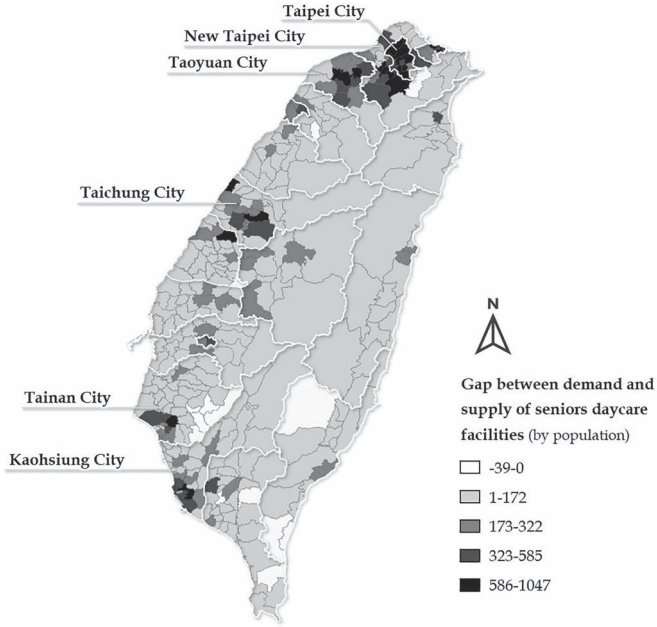 Taipei City
New Taipei City
Taoyuan City
Taichung City
Tainan City
Kaohsiung City
N
Gap between demand and
supply of seniors daycare
facilities (by population)
-39-0
1-172
173-322
323-585
586-1047